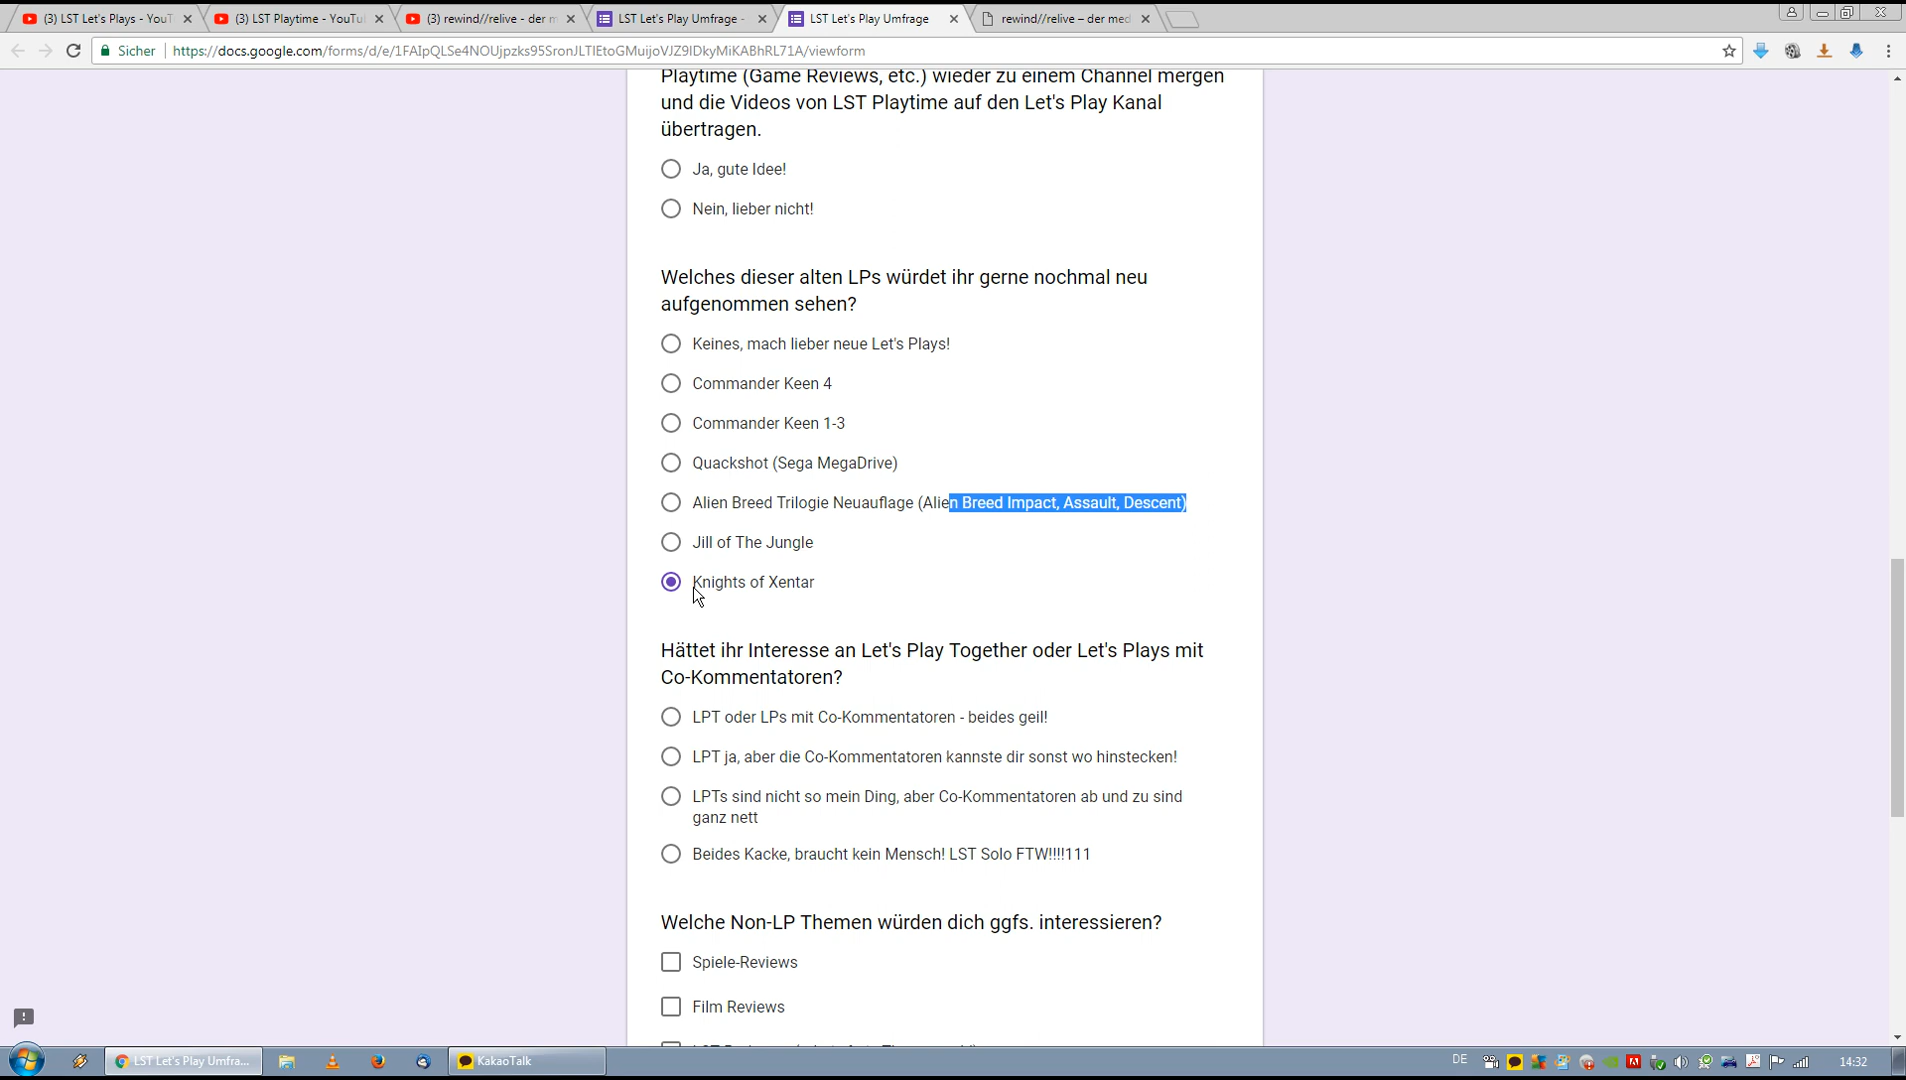 (3) LST Let's Plays - YouT
(3) LST Playtime - YouTu
(3) rewind//relive - der m
LST Let's Play Umfrage -
LST Let's Play Umfrage
rewind//relive – der med
Sicher
https://docs.google.com/forms/d/e/1FAIpQLSe4NOUjpzks95SronJLTlEtoGMuijoVJZ9IDkyMiKABhRL71A/viewform
Playtime (Game Reviews, etc.) wieder zu einem Channel mergen
und die Videos von LST Playtime auf den Let's Play Kanal
übertragen.
Ja, gute Idee!
Nein, lieber nicht!
Welches dieser alten LPs würdet ihr gerne nochmal neu
aufgenommen sehen?
Keines, mach lieber neue Let's Plays!
Commander Keen 4
Commander Keen 1-3
Quackshot (Sega MegaDrive)
Alien Breed Trilogie Neuauflage (Alien Breed Impact, Assault, Descent)
Jill of The Jungle
Knights of Xentar
Hättet ihr Interesse an Let's Play Together oder Let's Plays mit
Co-Kommentatoren?
LPT oder LPs mit Co-Kommentatoren - beides geil!
LPT ja, aber die Co-Kommentatoren kannste dir sonst wo hinstecken!
LPTs sind nicht so mein Ding, aber Co-Kommentatoren ab und zu sind
ganz nett
Beides Kacke, braucht kein Mensch! LST Solo FTW!!!!111
Welche Non-LP Themen würden dich ggfs. interessieren?
Spiele-Reviews
Film Reviews
LST Let's Play Umfra...
KakaoTalk
DE
14:32